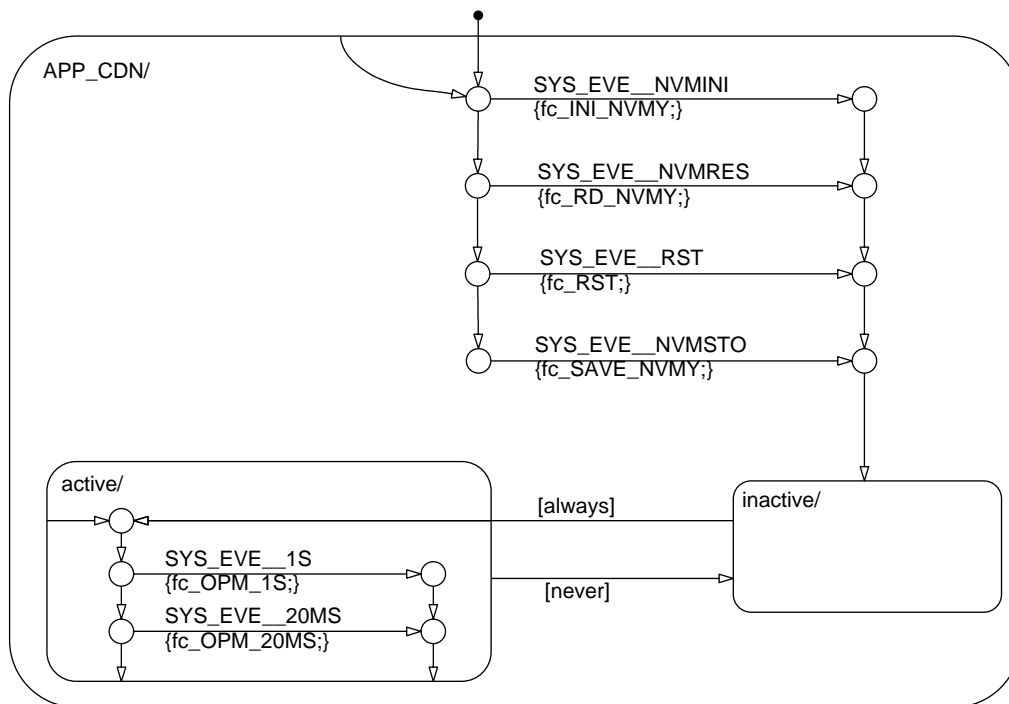 APP_CDN/
SYS_EVE__NVMINI
{fc_INI_NVMY;}
SYS_EVE__NVMRES
{fc_RD_NVMY;}
SYS_EVE__RST
{fc_RST;}
SYS_EVE__NVMSTO
{fc_SAVE_NVMY;}
active/
[always]
inactive/
SYS_EVE__1S
{fc_OPM_1S;}
[never]
SYS_EVE__20MS
{fc_OPM_20MS;}